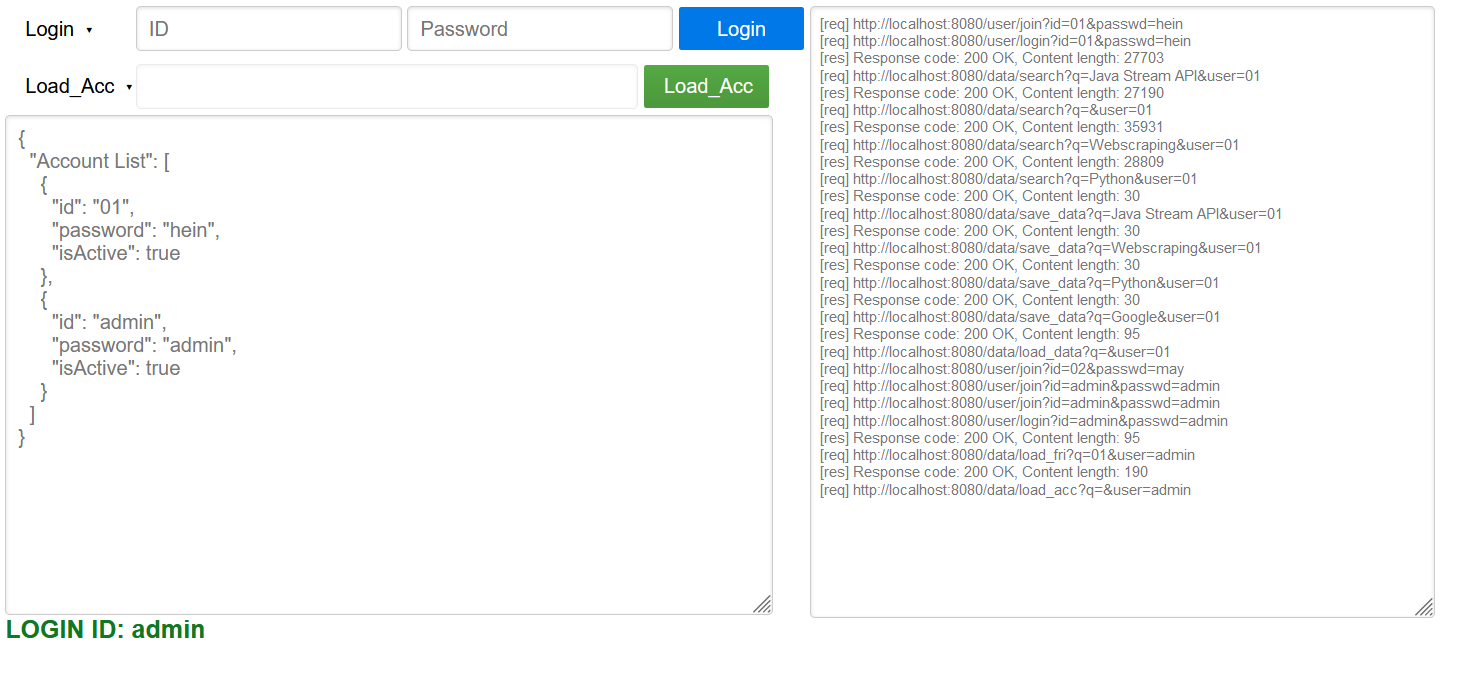 Login
ID
Password
Login
Load_Acc
Load_Acc
{
"Account List": [
{
"id": "01",
"password": "hein",
"isActive": true
},
{
"id": "admin",
"password": "admin",
"isActive": true
}
]
}
LOGIN ID: admin
[req] http://localhost:8080/user/join?id=01&passwd=hein
[req] http://localhost:8080/user/login?id=01&passwd=hein
[res] Response code: 200 OK, Content length: 27703
[req] http://localhost:8080/data/search?q=Java Stream API&user=01
[res] Response code: 200 OK, Content length: 27190
[req] http://localhost:8080/data/search?q=&user=01
[res] Response code: 200 OK, Content length: 35931
[req] http://localhost:8080/data/search?q=Webscraping&user=01
[res] Response code: 200 OK, Content length: 28809
[req] http://localhost:8080/data/search?q=Python&user=01
[res] Response code: 200 OK, Content length: 30
[req] http://localhost:8080/data/save_data?q=Java Stream API&user=01
[res] Response code: 200 OK, Content length: 30
[req] http://localhost:8080/data/save_data?q=Webscraping&user=01
[res] Response code: 200 OK, Content length: 30
[req] http://localhost:8080/data/save_data?q=Python&user=01
[res] Response code: 200 OK, Content length: 30
[req] http://localhost:8080/data/save_data?q=Google&user=01
[res] Response code: 200 OK, Content length: 95
[req] http://localhost:8080/data/load_data?q=&user=01
[req] http://localhost:8080/user/join?id=02&passwd=may
[req] http://localhost:8080/user/join?id=admin&passwd=admin
[req] http://localhost:8080/user/join?id=admin&passwd=admin
[req] http://localhost:8080/user/login?id=admin&passwd=admin
[res] Response code: 200 OK, Content length: 95
[req] http://localhost:8080/data/load_fri?q=01&user=admin
[res] Response code: 200 OK, Content length: 190
[req] http://localhost:8080/data/load_acc?q=&user=admin